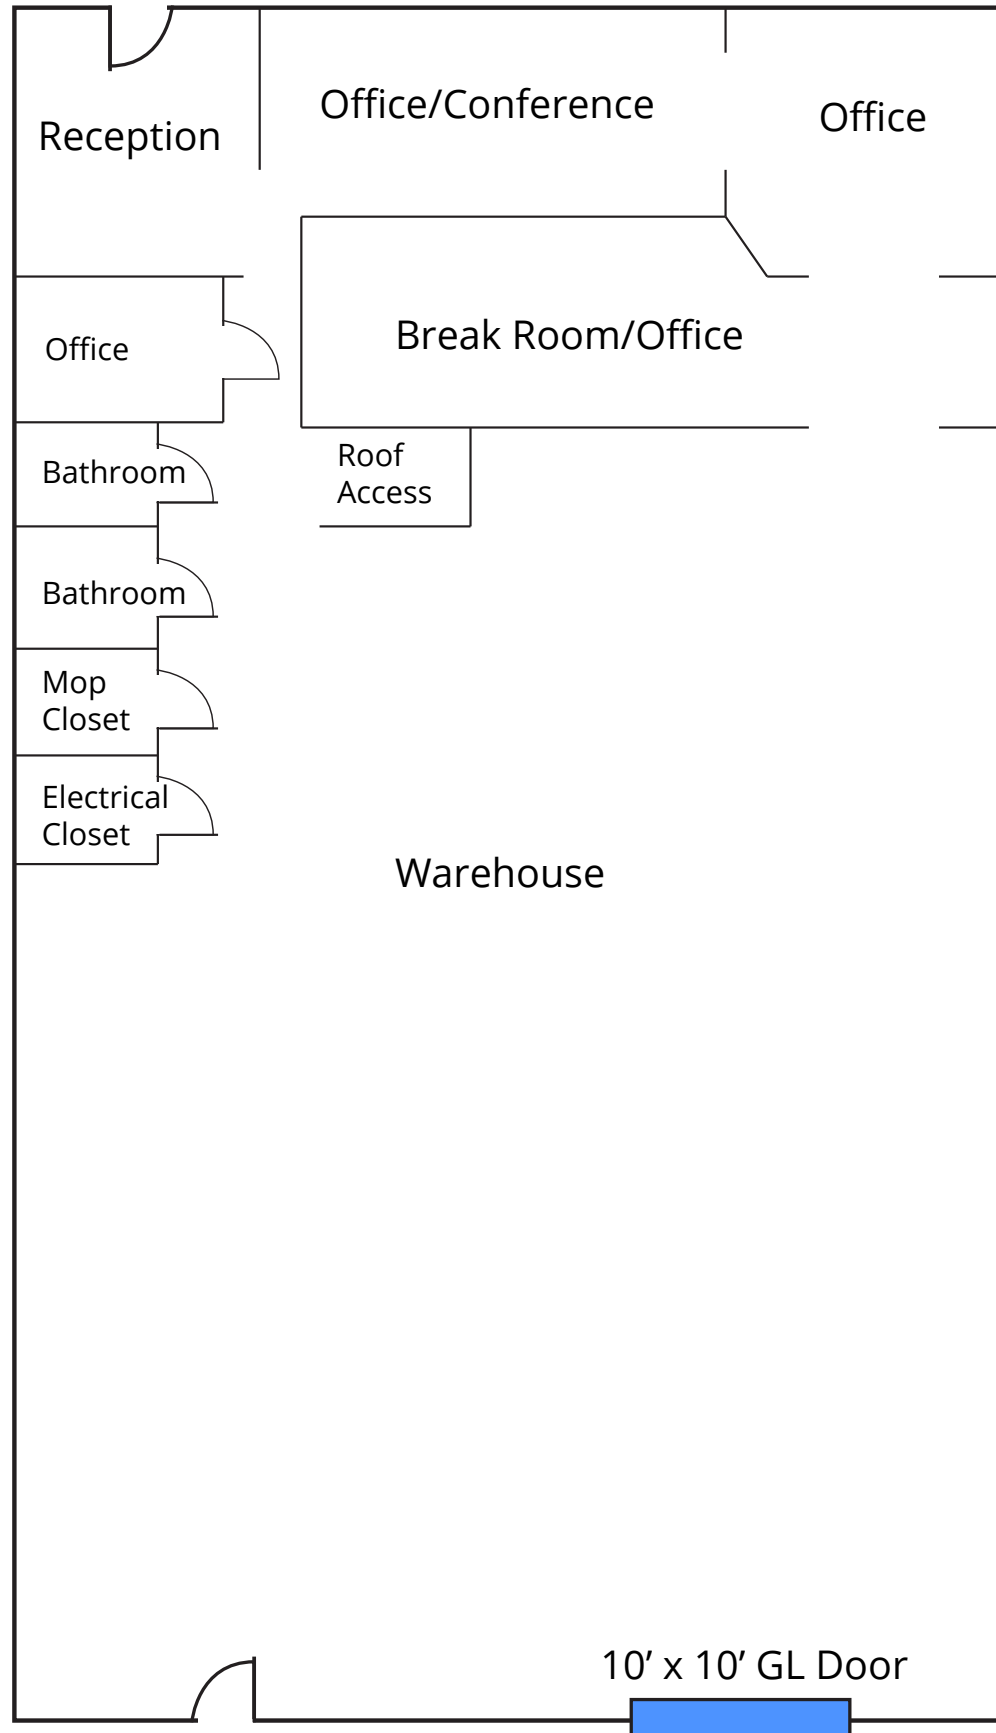 Office/Conference
Office
Reception
Break Room/Office
Office
Roof
Access
Bathroom
Bathroom
Mop
Closet
Electrical
Closet
Warehouse
10’ x 10’ GL Door